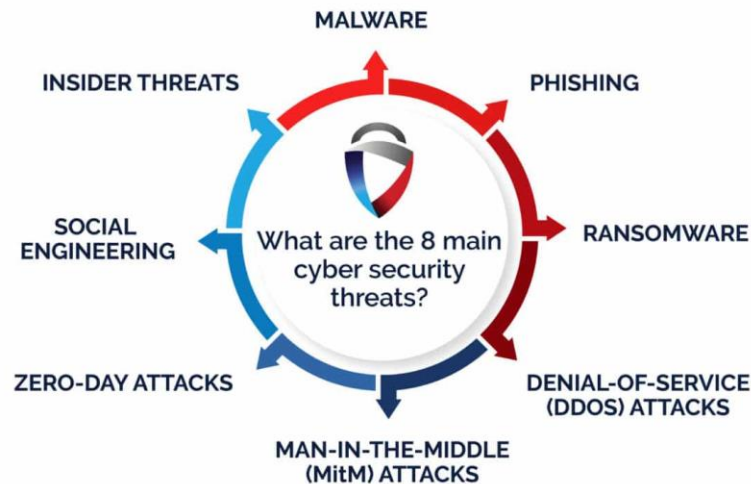 MALWARE
PHISHING
RANSOMWARE
DENIAL-OF-SERVICE
(DDOS) ATTACKS
MAN-IN-THE-MIDDLE
(MitM) ATTACKS
ZERO-DAY ATTACKS
SOCIAL
ENGINEERING
INSIDER THREATS
What are the 8 main
cyber security
threats?